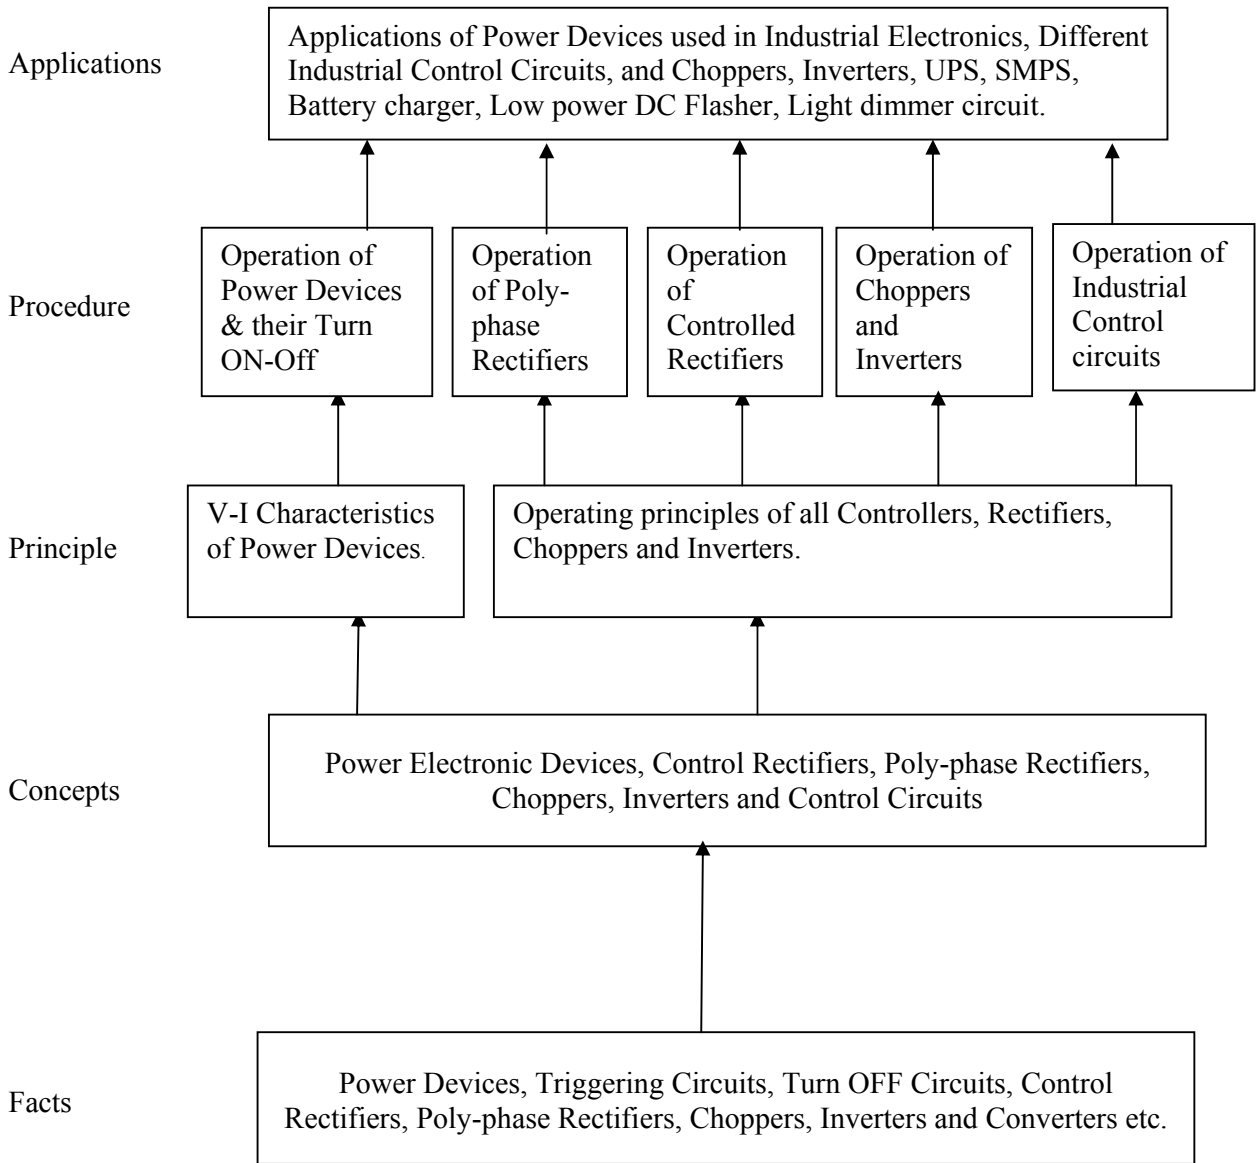 Applications
Applications of Power Devices used in Industrial Electronics, Different
Industrial Control Circuits, and Choppers, Inverters, UPS, SMPS,
Battery charger, Low power DC Flasher, Light dimmer circuit.
Procedure
Operation of
Power Devices
& their Turn
ON-Off
Operation
of Poly-
phase
Rectifiers
Operation
of
Controlled
Rectifiers
Operation of
Choppers
and
Inverters
Operation of
Industrial
Control
circuits
Principle
V-I Characteristics
of Power Devices.
Operating principles of all Controllers, Rectifiers,
Choppers and Inverters.
Concepts
Power Electronic Devices, Control Rectifiers, Poly-phase Rectifiers,
Choppers, Inverters and Control Circuits
Facts
Power Devices, Triggering Circuits, Turn OFF Circuits, Control
Rectifiers, Poly-phase Rectifiers, Choppers, Inverters and Converters etc.